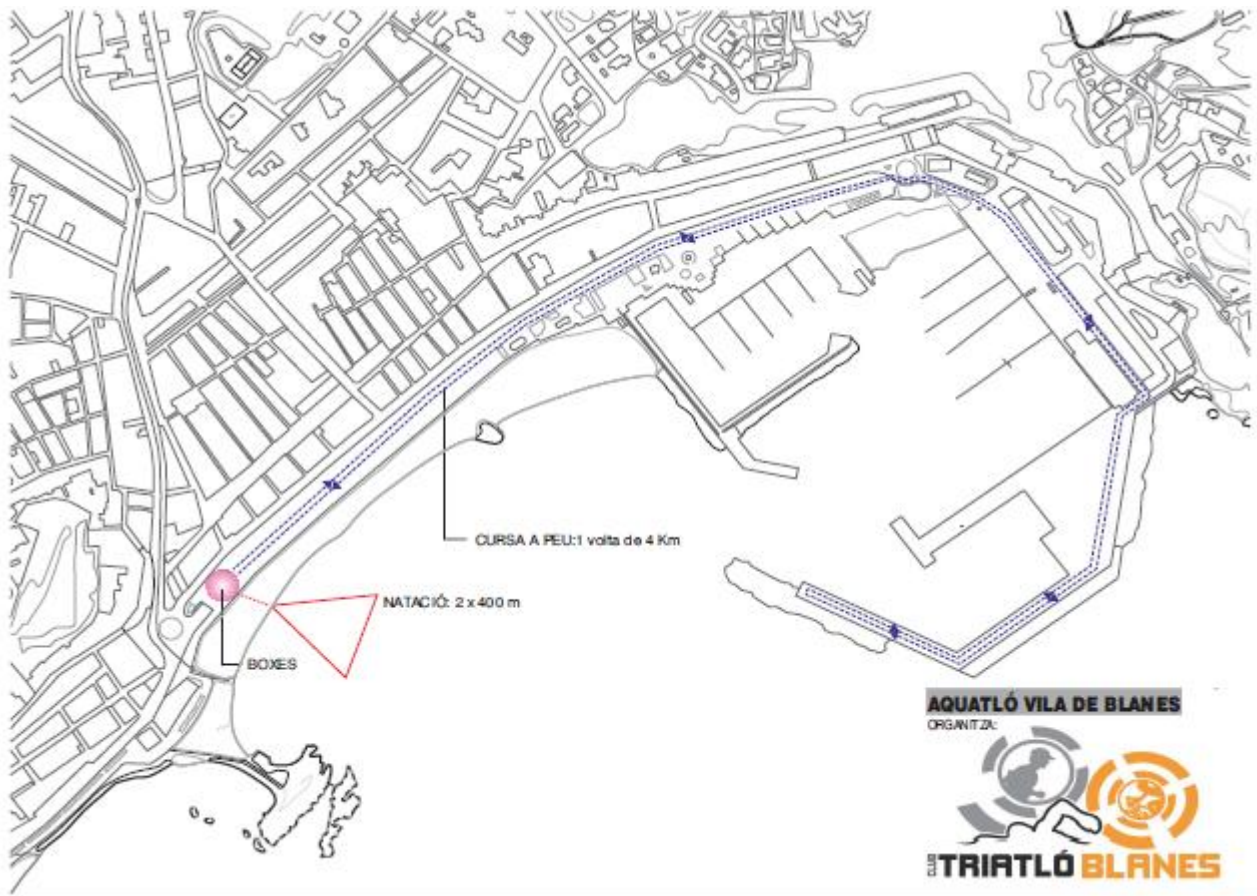 CURSA A PEU:1 volta de 4 Km
NATACIÓ: 2 x 400 m
BOXES
AQUATLÓ VILA DE BLANES
ORGANITZA:
CLUB TRIATLÓ BLANES